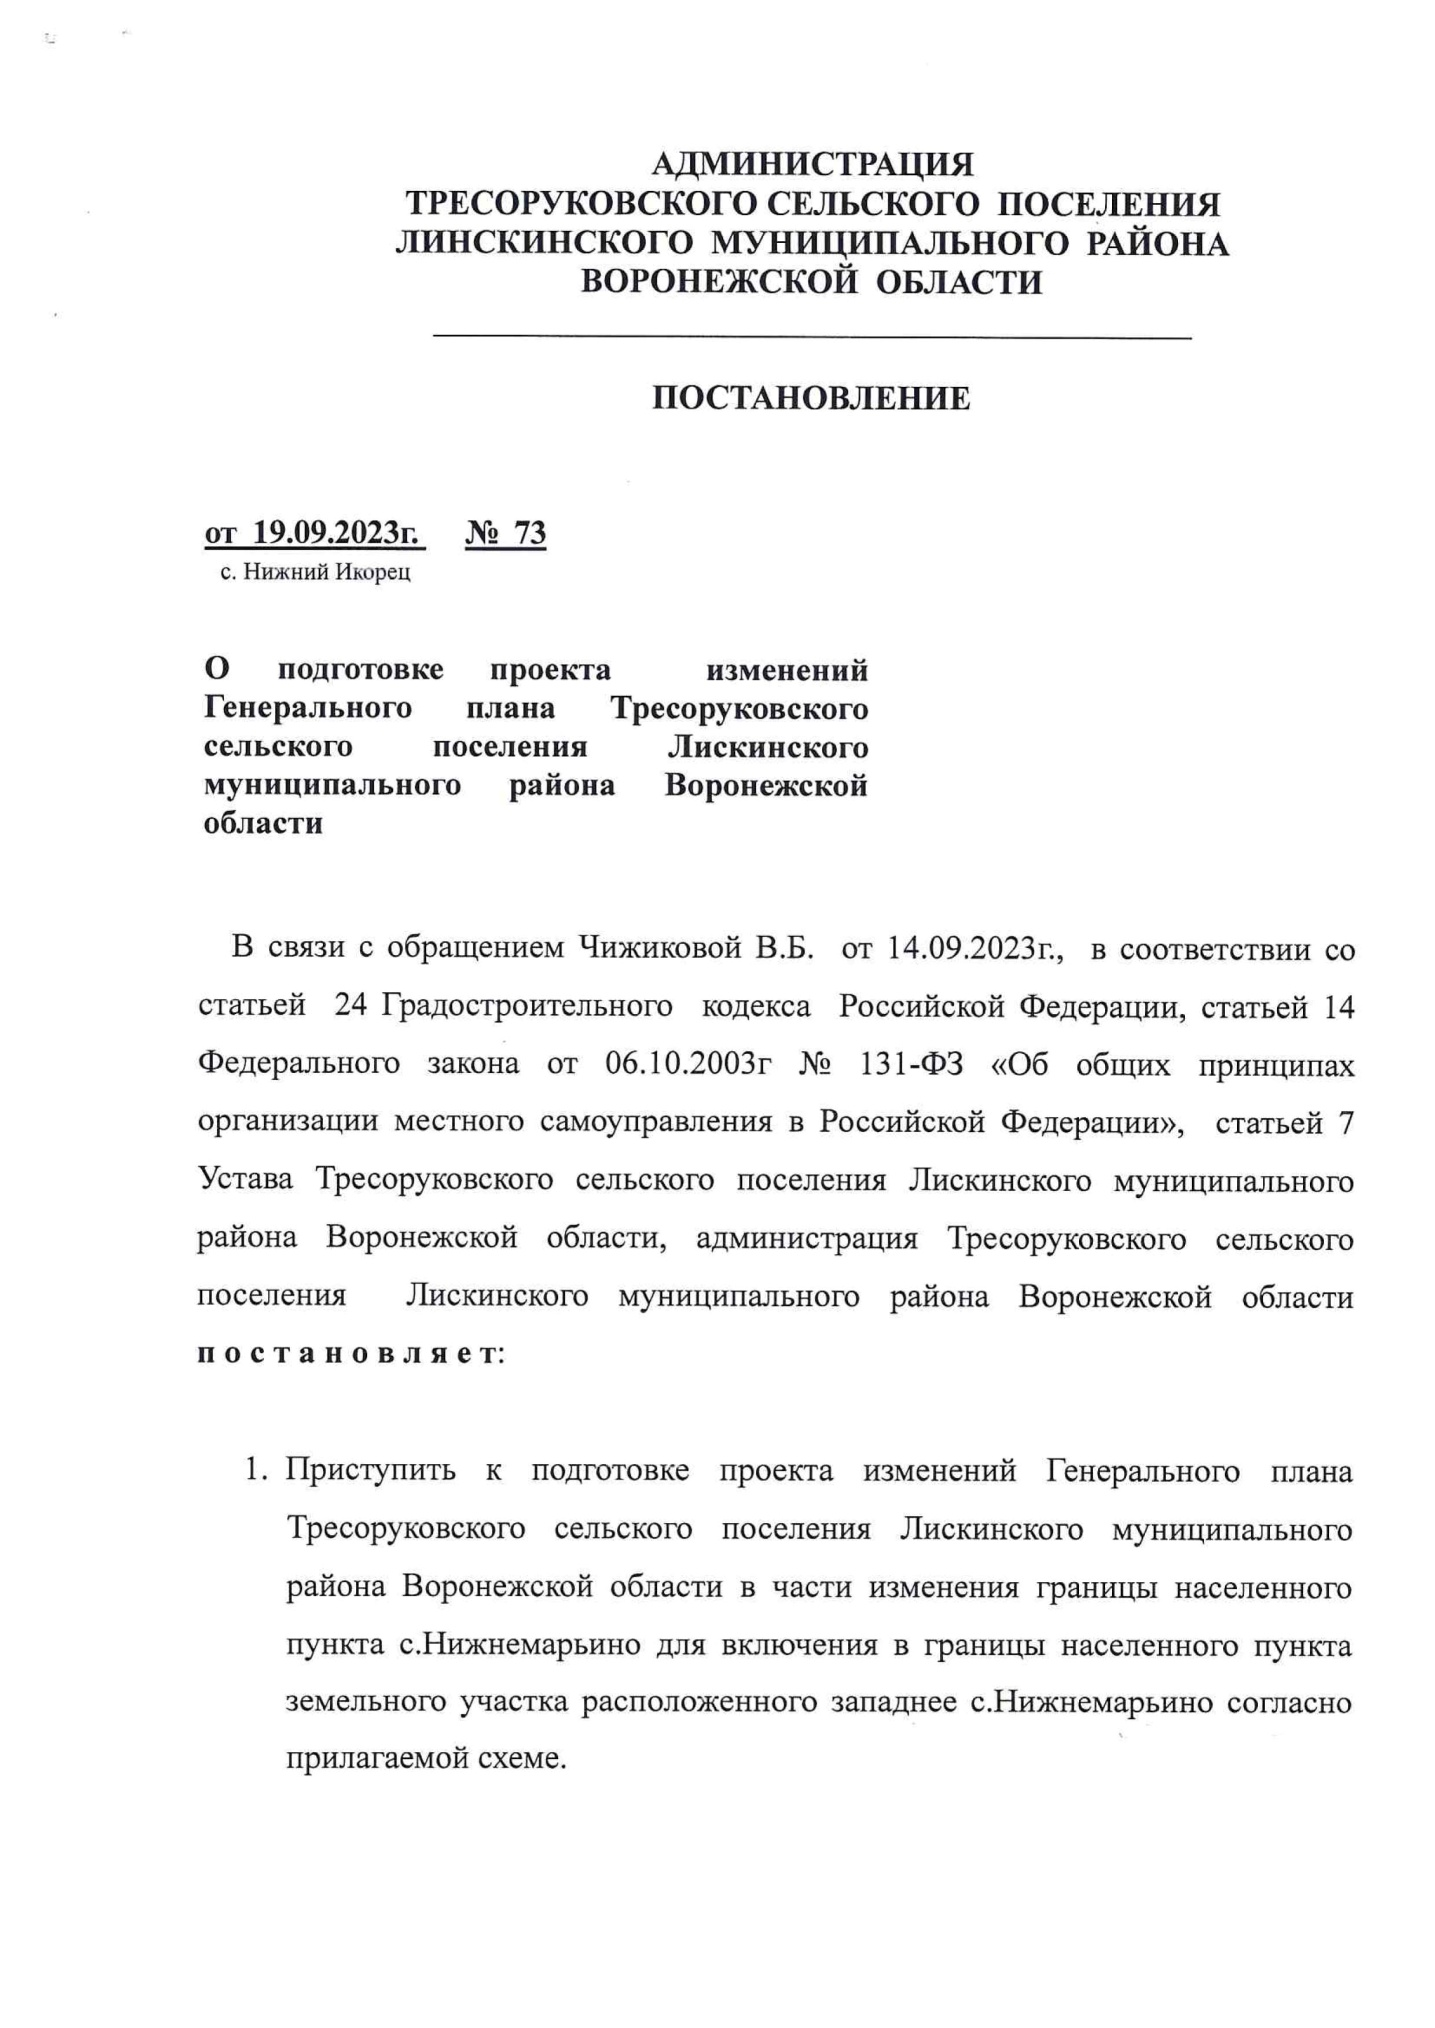 АДМИНИСТРАЦИЯ
ТРЕСОРУКОВСКОГО СЕЛЬСКОГО ПОСЕЛЕНИЯ
ЛИНСКИНСКОГО МУНИЦИПАЛЬНОГО РАЙОНА
ВОРОНЕЖСКОЙ ОБЛАСТИ
ПОСТАНОВЛЕНИЕ
от 19.09.2023г. № 73
с. Нижний Икорец
О подготовке проекта изменений
Генерального плана Тресоруковского
сельского поселения Лискинского
муниципального района Воронежской
области
В связи с обращением Чижиковой В.Б. от 14.09.2023г., в соответствии со
статьей 24 Градостроительного кодекса Российской Федерации, статьей 14
Федерального закона от 06.10.2003г № 131-ФЗ «Об общих принципах
организации местного самоуправления в Российской Федерации», статьей 7
Устава Тресоруковского сельского поселения Лискинского муниципального
района Воронежской области, администрация Тресоруковского сельского
поселения Лискинского муниципального района Воронежской области
п о с т а н о в л я е т:
1. Приступить к подготовке проекта изменений Генерального плана
Тресоруковского сельского поселения Лискинского муниципального
района Воронежской области в части изменения границы населенного
пункта с.Нижнемарьино для включения в границы населенного пункта
земельного участка расположенного западнее с.Нижнемарьино согласно
прилагаемой схеме.